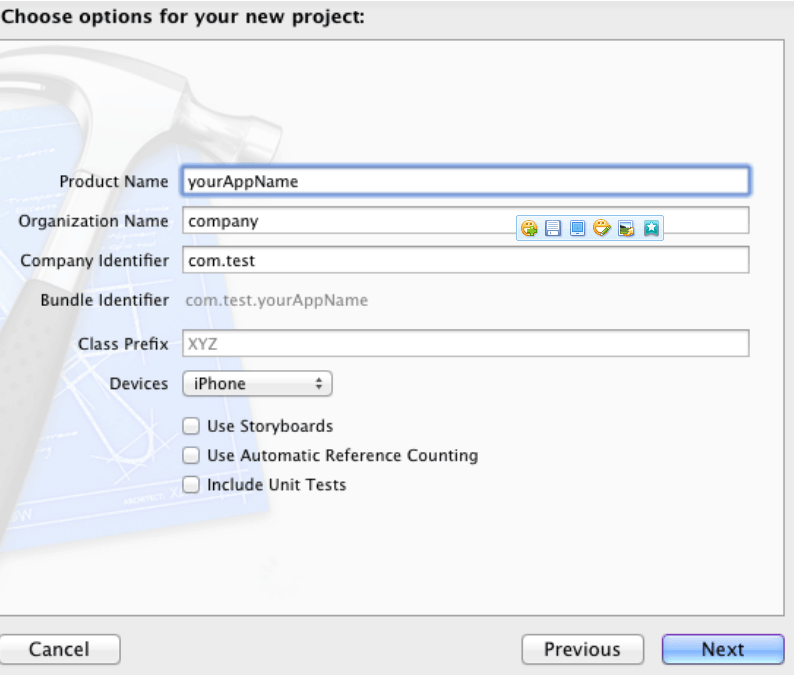 Choose options for your new project:
Product Name yourAppName
Organization Name company
Company Identifier com.test
Bundle Identifier com.test.yourAppName
Class Prefix XYZ
Devices iPhone
Use Storyboards
Use Automatic Reference Counting
Include Unit Tests
Cancel Previous Next